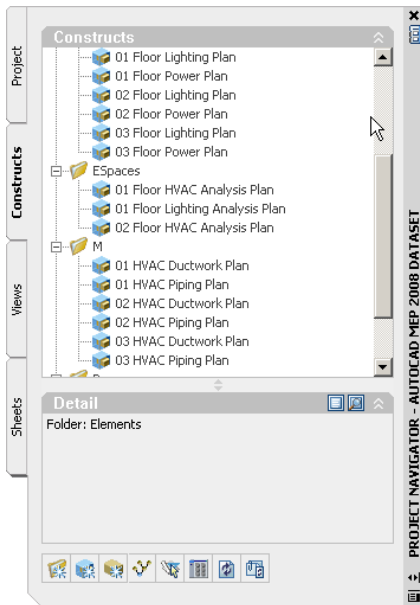 Constructs
01 Floor Lighting Plan
01 Floor Power Plan
02 Floor Lighting Plan
02 Floor Power Plan
03 Floor Lighting Plan
03 Floor Power Plan
ESpaces
01 Floor HVAC Analysis Plan
01 Floor Lighting Analysis Plan
02 Floor HVAC Analysis Plan
M
01 HVAC Ductwork Plan
01 HVAC Piping Plan
02 HVAC Ductwork Plan
02 HVAC Piping Plan
03 HVAC Ductwork Plan
03 HVAC Piping Plan
Detail
Folder: Elements
Project
Constructs
Views
Sheets
PROJECT NAVIGATOR - AUTOCAD MEP 2008 DATASET